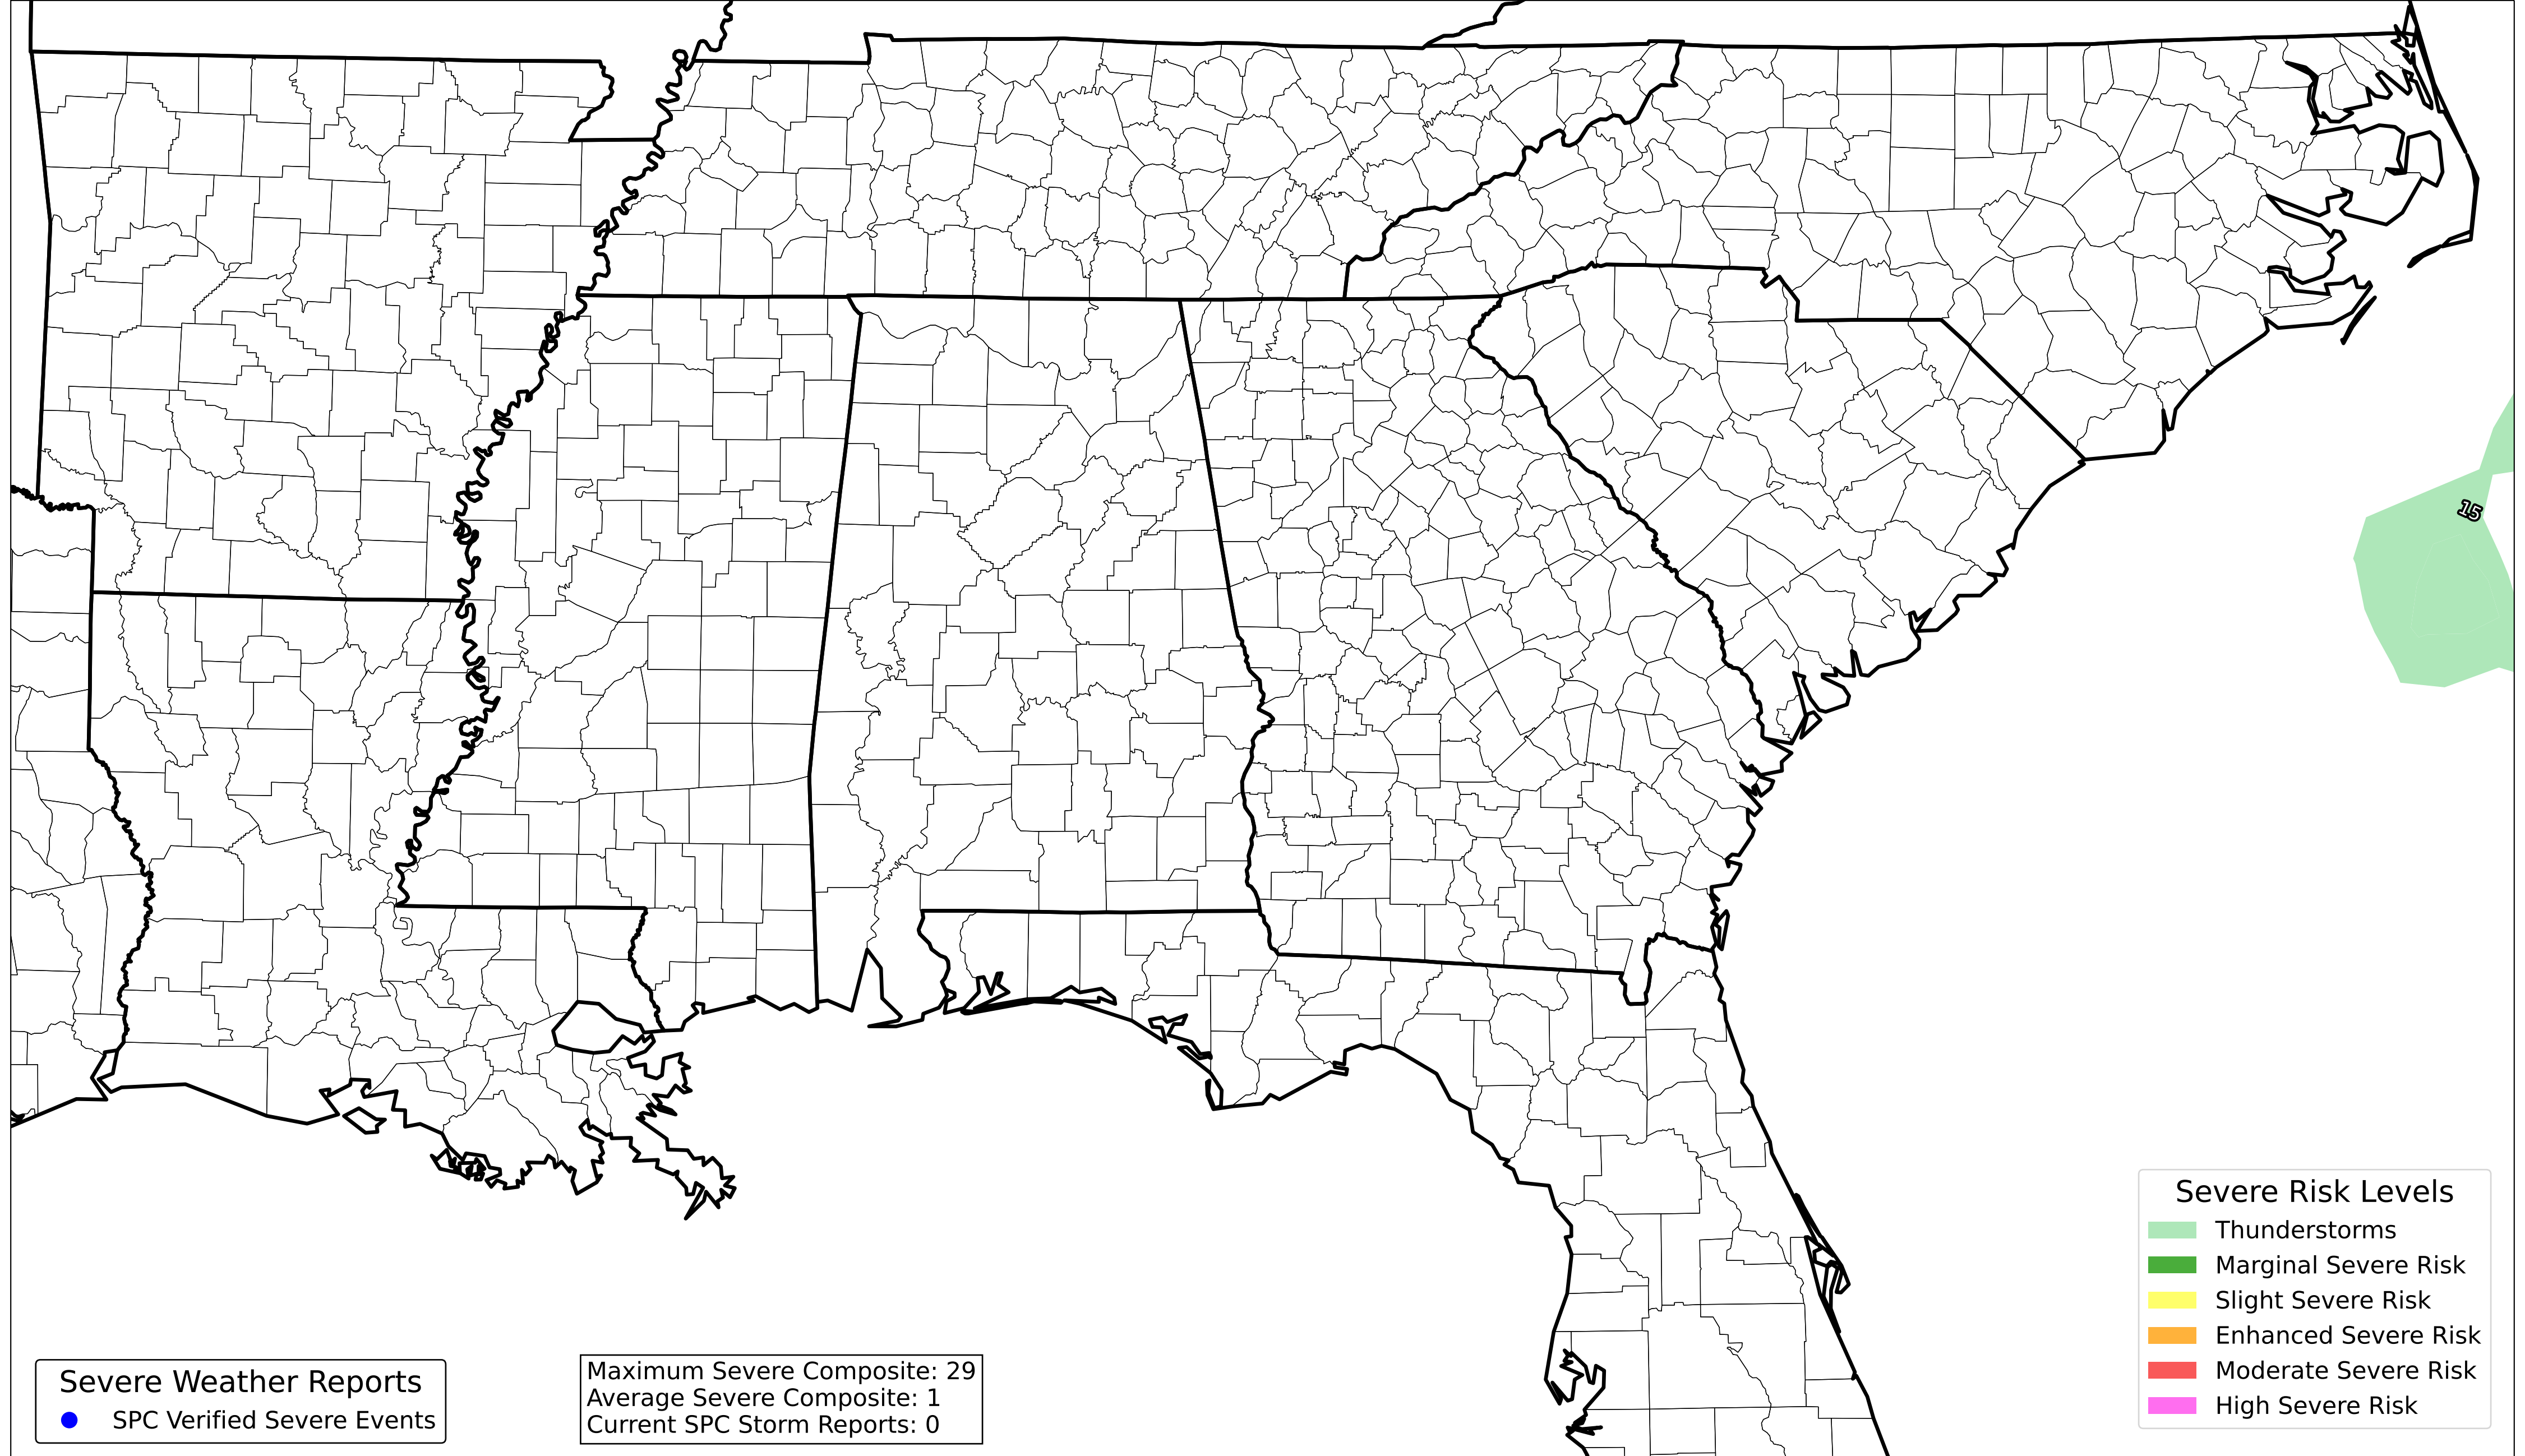 15
Severe Risk Levels
Thunderstorms
Marginal Severe Risk
Slight Severe Risk
Enhanced Severe Risk
Moderate Severe Risk
High Severe Risk
Severe Weather Reports
SPC Verified Severe Events
Maximum Severe Composite: 29
Average Severe Composite: 1
Current SPC Storm Reports: 0